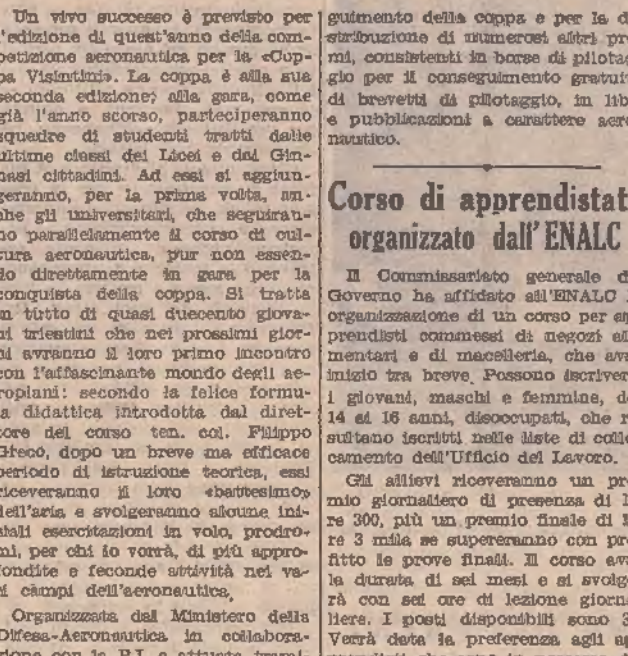 Un vivo successo è previsto per
l'edizione di quest'anno della com-
petizione aeronautica per la «Cop-
pa Visintini». La coppa è alla sua
seconda edizione; alla gara, come
già l'anno scorso, parteciperanno
squadre di studenti tratti dalle
ultime classi dei Licei e dai Gin-
nasi cittadini. Ad essi si aggiun-
geranno, per la prima volta, an-
che gli universitari, che seguiran-
no parallelamente il corso di cul-
tura aeronautica, pur non essen-
do direttamente in gara per la
conquista della coppa. Si tratta
in tutto di quasi duecento giova-
ni triestini che nei prossimi gior-
ni avranno il loro primo incontro
con l'affascinante mondo degli ae-
roplani: secondo la felice formu-
la didattica introdotta dal diret-
tore del corso ten. col. Filippo
Greco, dopo un breve ma efficace
periodo di istruzione teorica, essi
riceveranno il loro «battesimo»
dell'aria e svolgeranno alcune ini-
ziali esercitazioni in volo, prodro-
mi, per chi lo vorrà, di più appro-
fondite e feconde attività nei va-
ri campi dell'aeronautica.
Organizzata dal Ministero della
Difesa-Aeronautica in collabora-
zione con la P.I. e attuata
guimento della coppa e per la d
stribuzione di numerosi altri pre
mi, consistenti in borse di pilotag
gio per il conseguimento gratuit
di brevetti di pilotaggio, in lib
e pubblicazioni a carattere aero
nautico.
Corso di apprendistat
organizzato dall'ENALC
Il Commissariato generale d
Governo ha affidato all'ENALC
organizzazione di un corso per ap
prendisti commessi di negozi ali
mentari e di macelleria, che avr
inizio tra breve. Possono iscriver
i giovani, maschi e femmine, da
14 ai 16 anni, disoccupati, che ri
sultano iscritti nelle liste di collo
camento dell'Ufficio del Lavoro.
Gli allievi riceveranno un pre
mio giornaliero di presenza di l
re 300, più un premio finale di l
re 3 mila se supereranno con pro
fitto le prove finali. Il corso avr
la durata di sei mesi e si svolge
rà con sei ore di lezione giorna
liere. I posti disponibili sono 3
Verrà data la preferenza agli ap